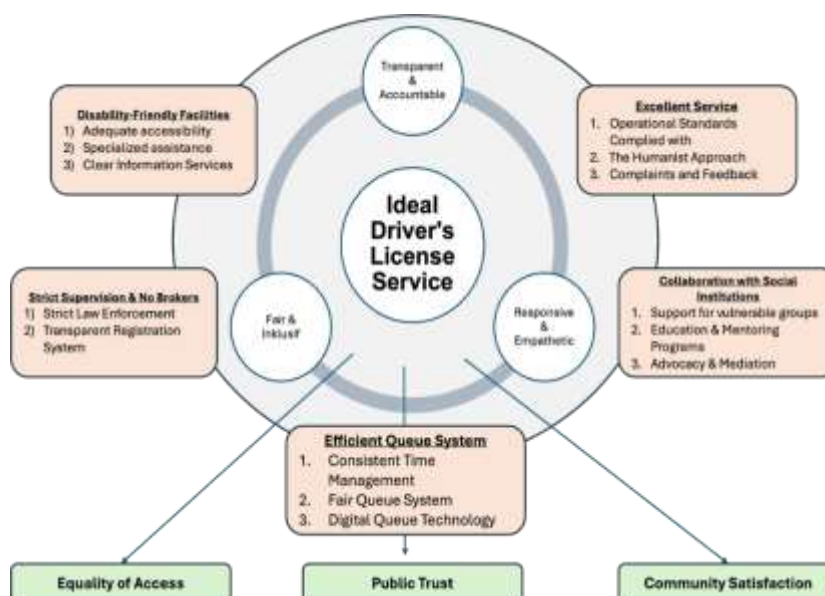 Transparent
&
Accountable
Disability-Friendly Facilities
1) Adequate accessibility
2) Specialized assistance
3) Clear Information Services
Excellent Service
1. Operational Standards
Complied with
2. The Humanist Approach
3. Complaints and Feedback
Ideal
Driver's
License
Service
Strict Supervision & No Brokers
1) Strict Law Enforcement
2) Transparent Registration
System
Fair &
Inklusif
Responsive
&
Empathetic
Collaboration with Social
Institutions
1. Support for vulnerable groups
2. Education & Mentoring
Programs
3. Advocacy & Mediation
Efficient Queue System
1. Consistent Time
Management
2. Fair Queue System
3. Digital Queue Technology
Equality of Access
Public Trust
Community Satisfaction